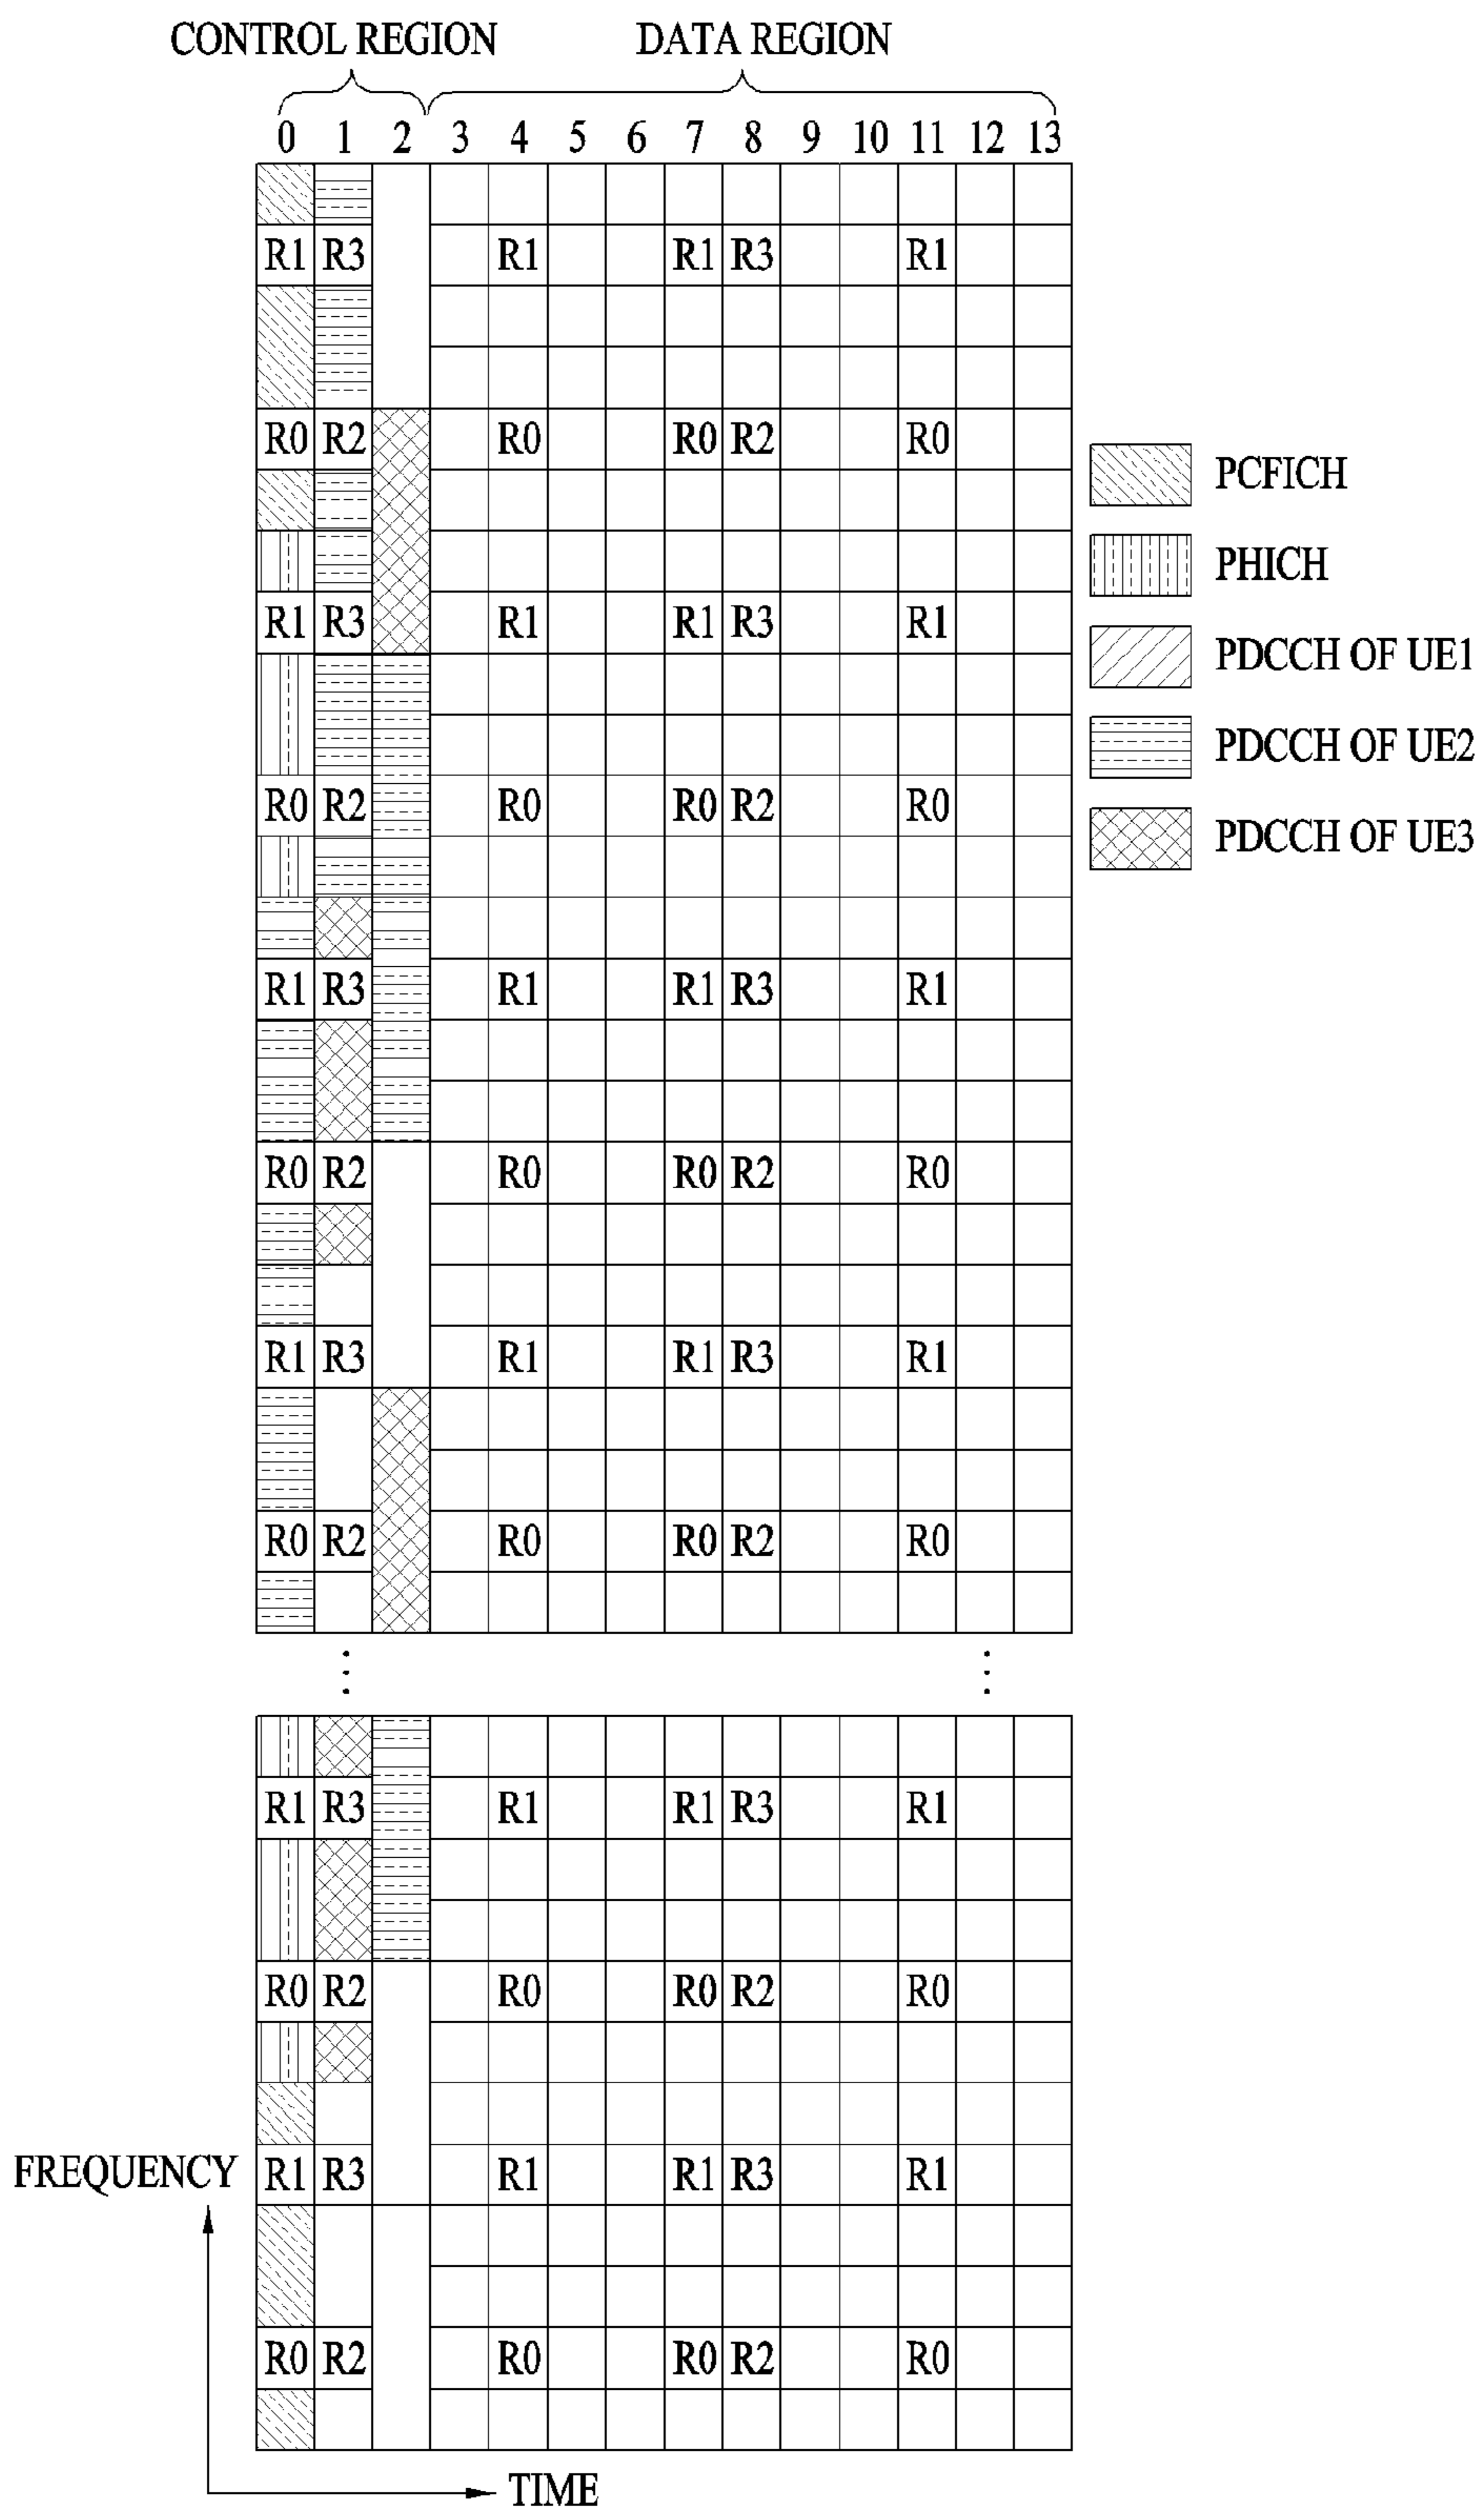 CONTROL REGION DATA REGION
0 1 2 3 4 5 6 7 8 9 10 11 12 13
R1 R3 R1 R1 R3 R1
R0 R2 R0 R0 R2 R0
PCFICH
PHICH
R1 R3 R1 R1 R3 R1
PDCCH OF UE1
PDCCH OF UE2
R0 R2 R0 R0 R2 R0
PDCCH OF UE3
R1 R3 R1 R1 R3 R1
R0 R2 R0 R0 R2 R0
R1 R3 R1 R1 R3 R1
R0 R2 R0 R0 R2 R0
R1 R3 R1 R1 R3 R1
R0 R2 R0 R0 R2 R0
FREQUENCY R1 R3 R1 R1 R3 R1
R0 R2 R0 R0 R2 R0
TIME